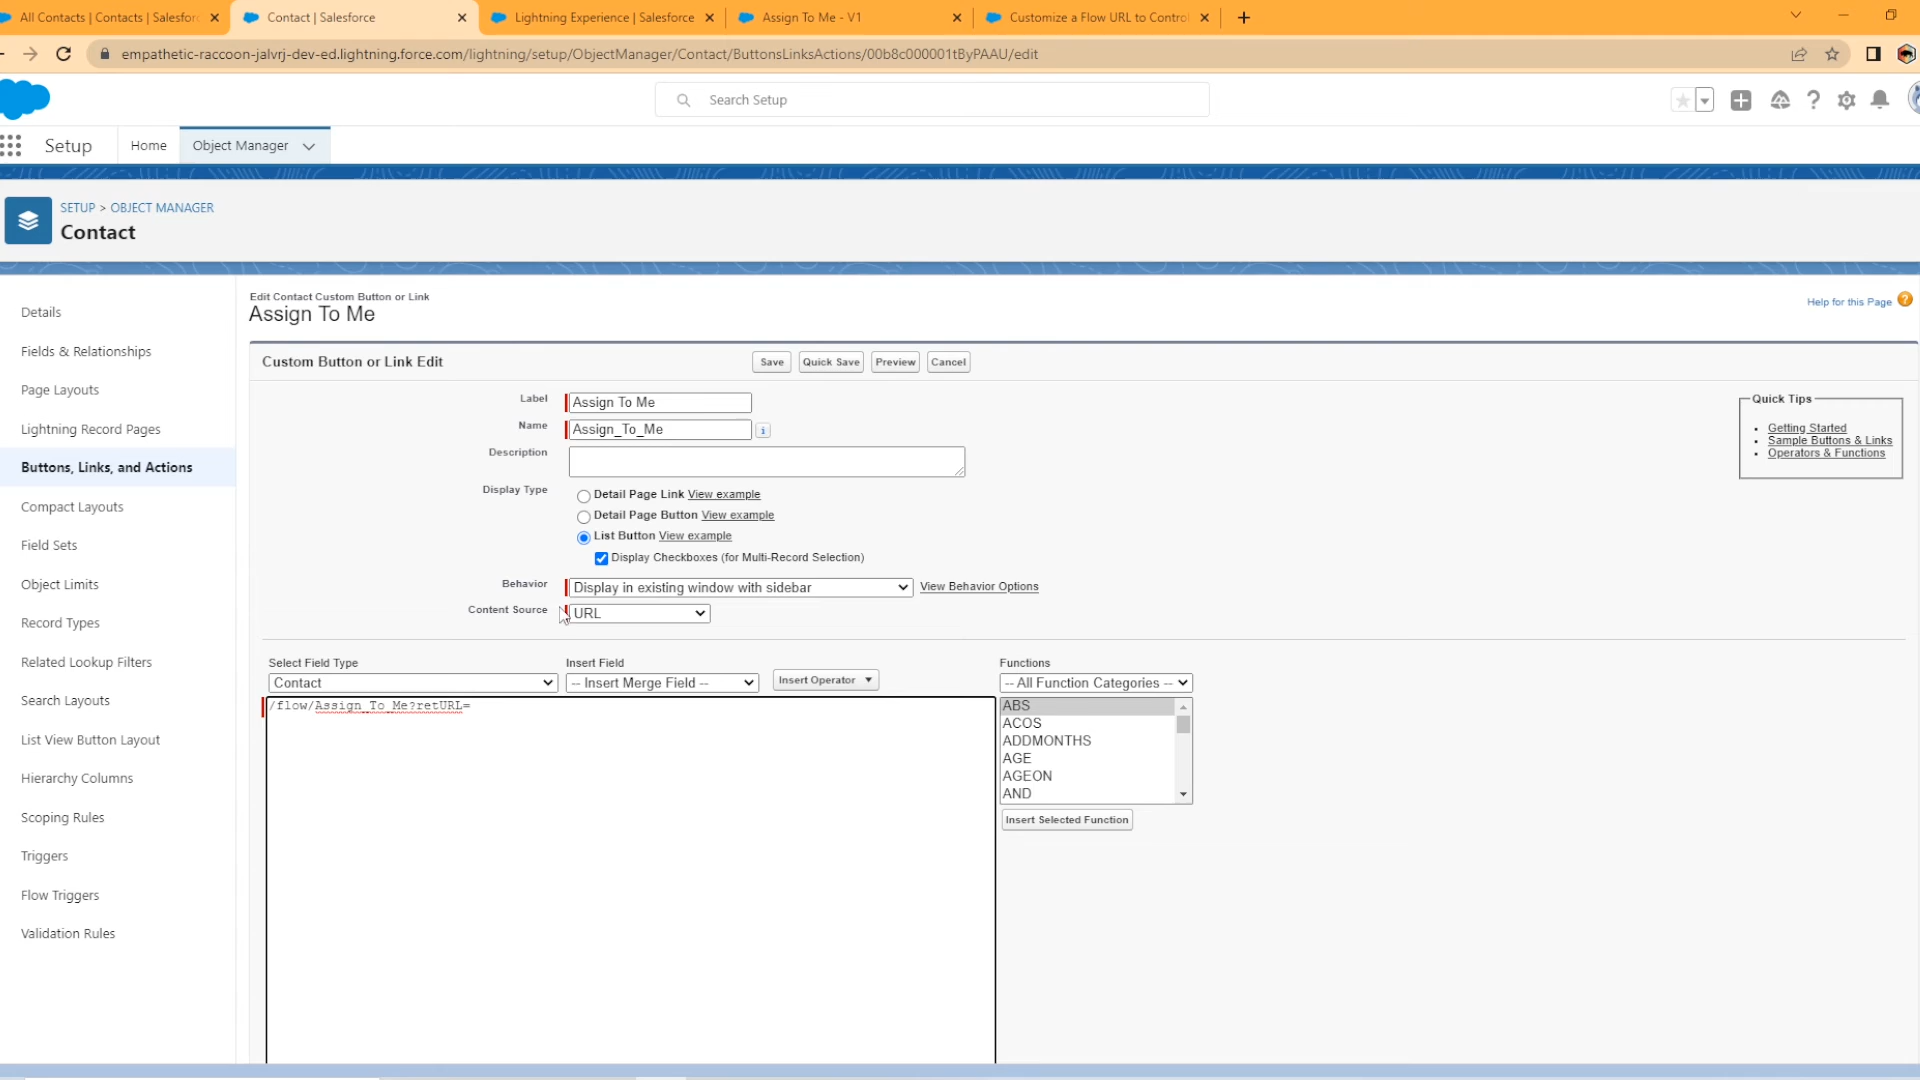 All Contacts | Contacts | Salesfor
Contact | Salesforce
Lightning Experience | Salesforce
Assign To Me - V1
Customize a Flow URL to Contro
empathetic-raccoon-jalvrj-dev-ed.lightning.force.com/lightning/setup/ObjectManager/Contact/ButtonsLinksActions/00b8c000001tByPAAU/edit
Search Setup
Setup
Home
Object Manager
SETUP > OBJECT MANAGER
Contact
Details
Fields & Relationships
Page Layouts
Lightning Record Pages
Buttons, Links, and Actions
Compact Layouts
Field Sets
Object Limits
Record Types
Related Lookup Filters
Search Layouts
List View Button Layout
Hierarchy Columns
Scoping Rules
Triggers
Flow Triggers
Validation Rules
Edit Contact Custom Button or Link
Assign To Me
Help for this Page
Custom Button or Link Edit
Save
Quick Save
Preview
Cancel
Label
Assign To Me
Name
Assign_To_Me
i
Description
Display Type
Detail Page Link View example
Detail Page Button View example
List Button View example
Display Checkboxes (for Multi-Record Selection)
Behavior
Display in existing window with sidebar
View Behavior Options
Content Source
URL
Quick Tips
Getting Started
Sample Buttons & Links
Operators & Functions
Select Field Type
Contact
Insert Field
-- Insert Merge Field --
Insert Operator
Functions
-- All Function Categories --
/flow/Assign_To_Me?retURL=
ABS
ACOS
ADDMONTHS
AGE
AGEON
AND
Insert Selected Function